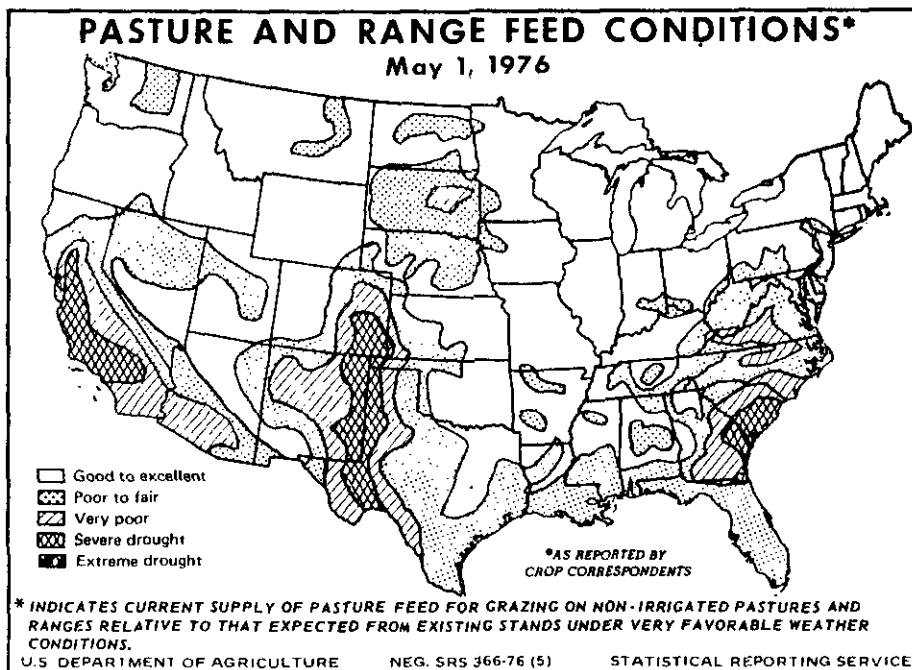 PASTURE AND RANGE FEED CONDITIONS*
May 1, 1976
Good to excellent
Poor to fair
Very poor
Severe drought
Extreme drought
*AS REPORTED BY
CROP CORRESPONDENTS
* INDICATES CURRENT SUPPLY OF PASTURE FEED FOR GRAZING ON NON-IRRIGATED PASTURES AND
RANGES RELATIVE TO THAT EXPECTED FROM EXISTING STANDS UNDER VERY FAVORABLE WEATHER
CONDITIONS.
U.S. DEPARTMENT OF AGRICULTURE NEG. SRS 366-76 (5) STATISTICAL REPORTING SERVICE